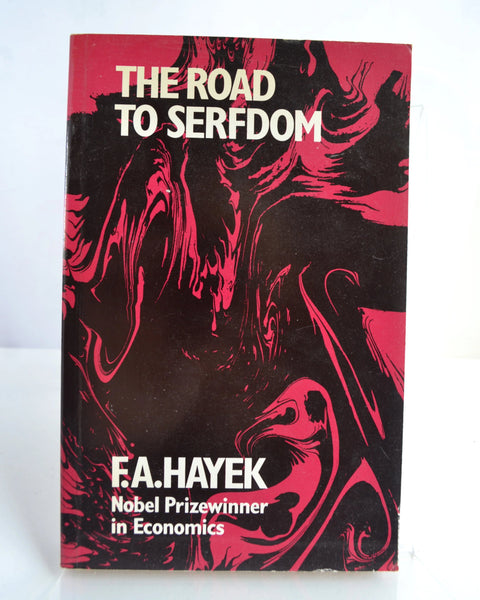 THE ROAD
TO SERFDOM
F.A.HAYEK
Nobel Prizewinner
in Economics